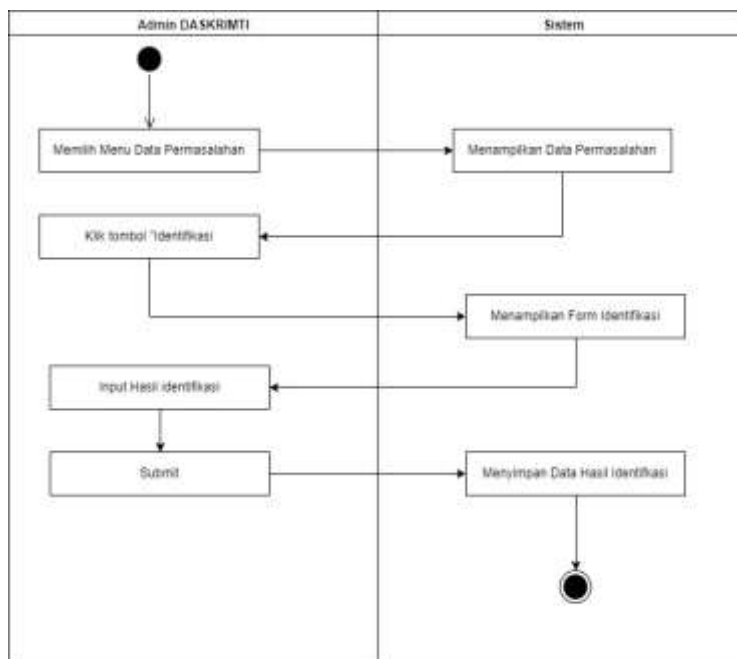 Admin DASKRIMTI
Sistem
Memilih Menu Data Permasalahan
Menampilkan Data Permasalahan
Klik tombol "Identifikasi
Menampilkan Form Identifikasi
Input Hasil identifikasi
Submit
Menyimpan Data Hasil Identifikasi